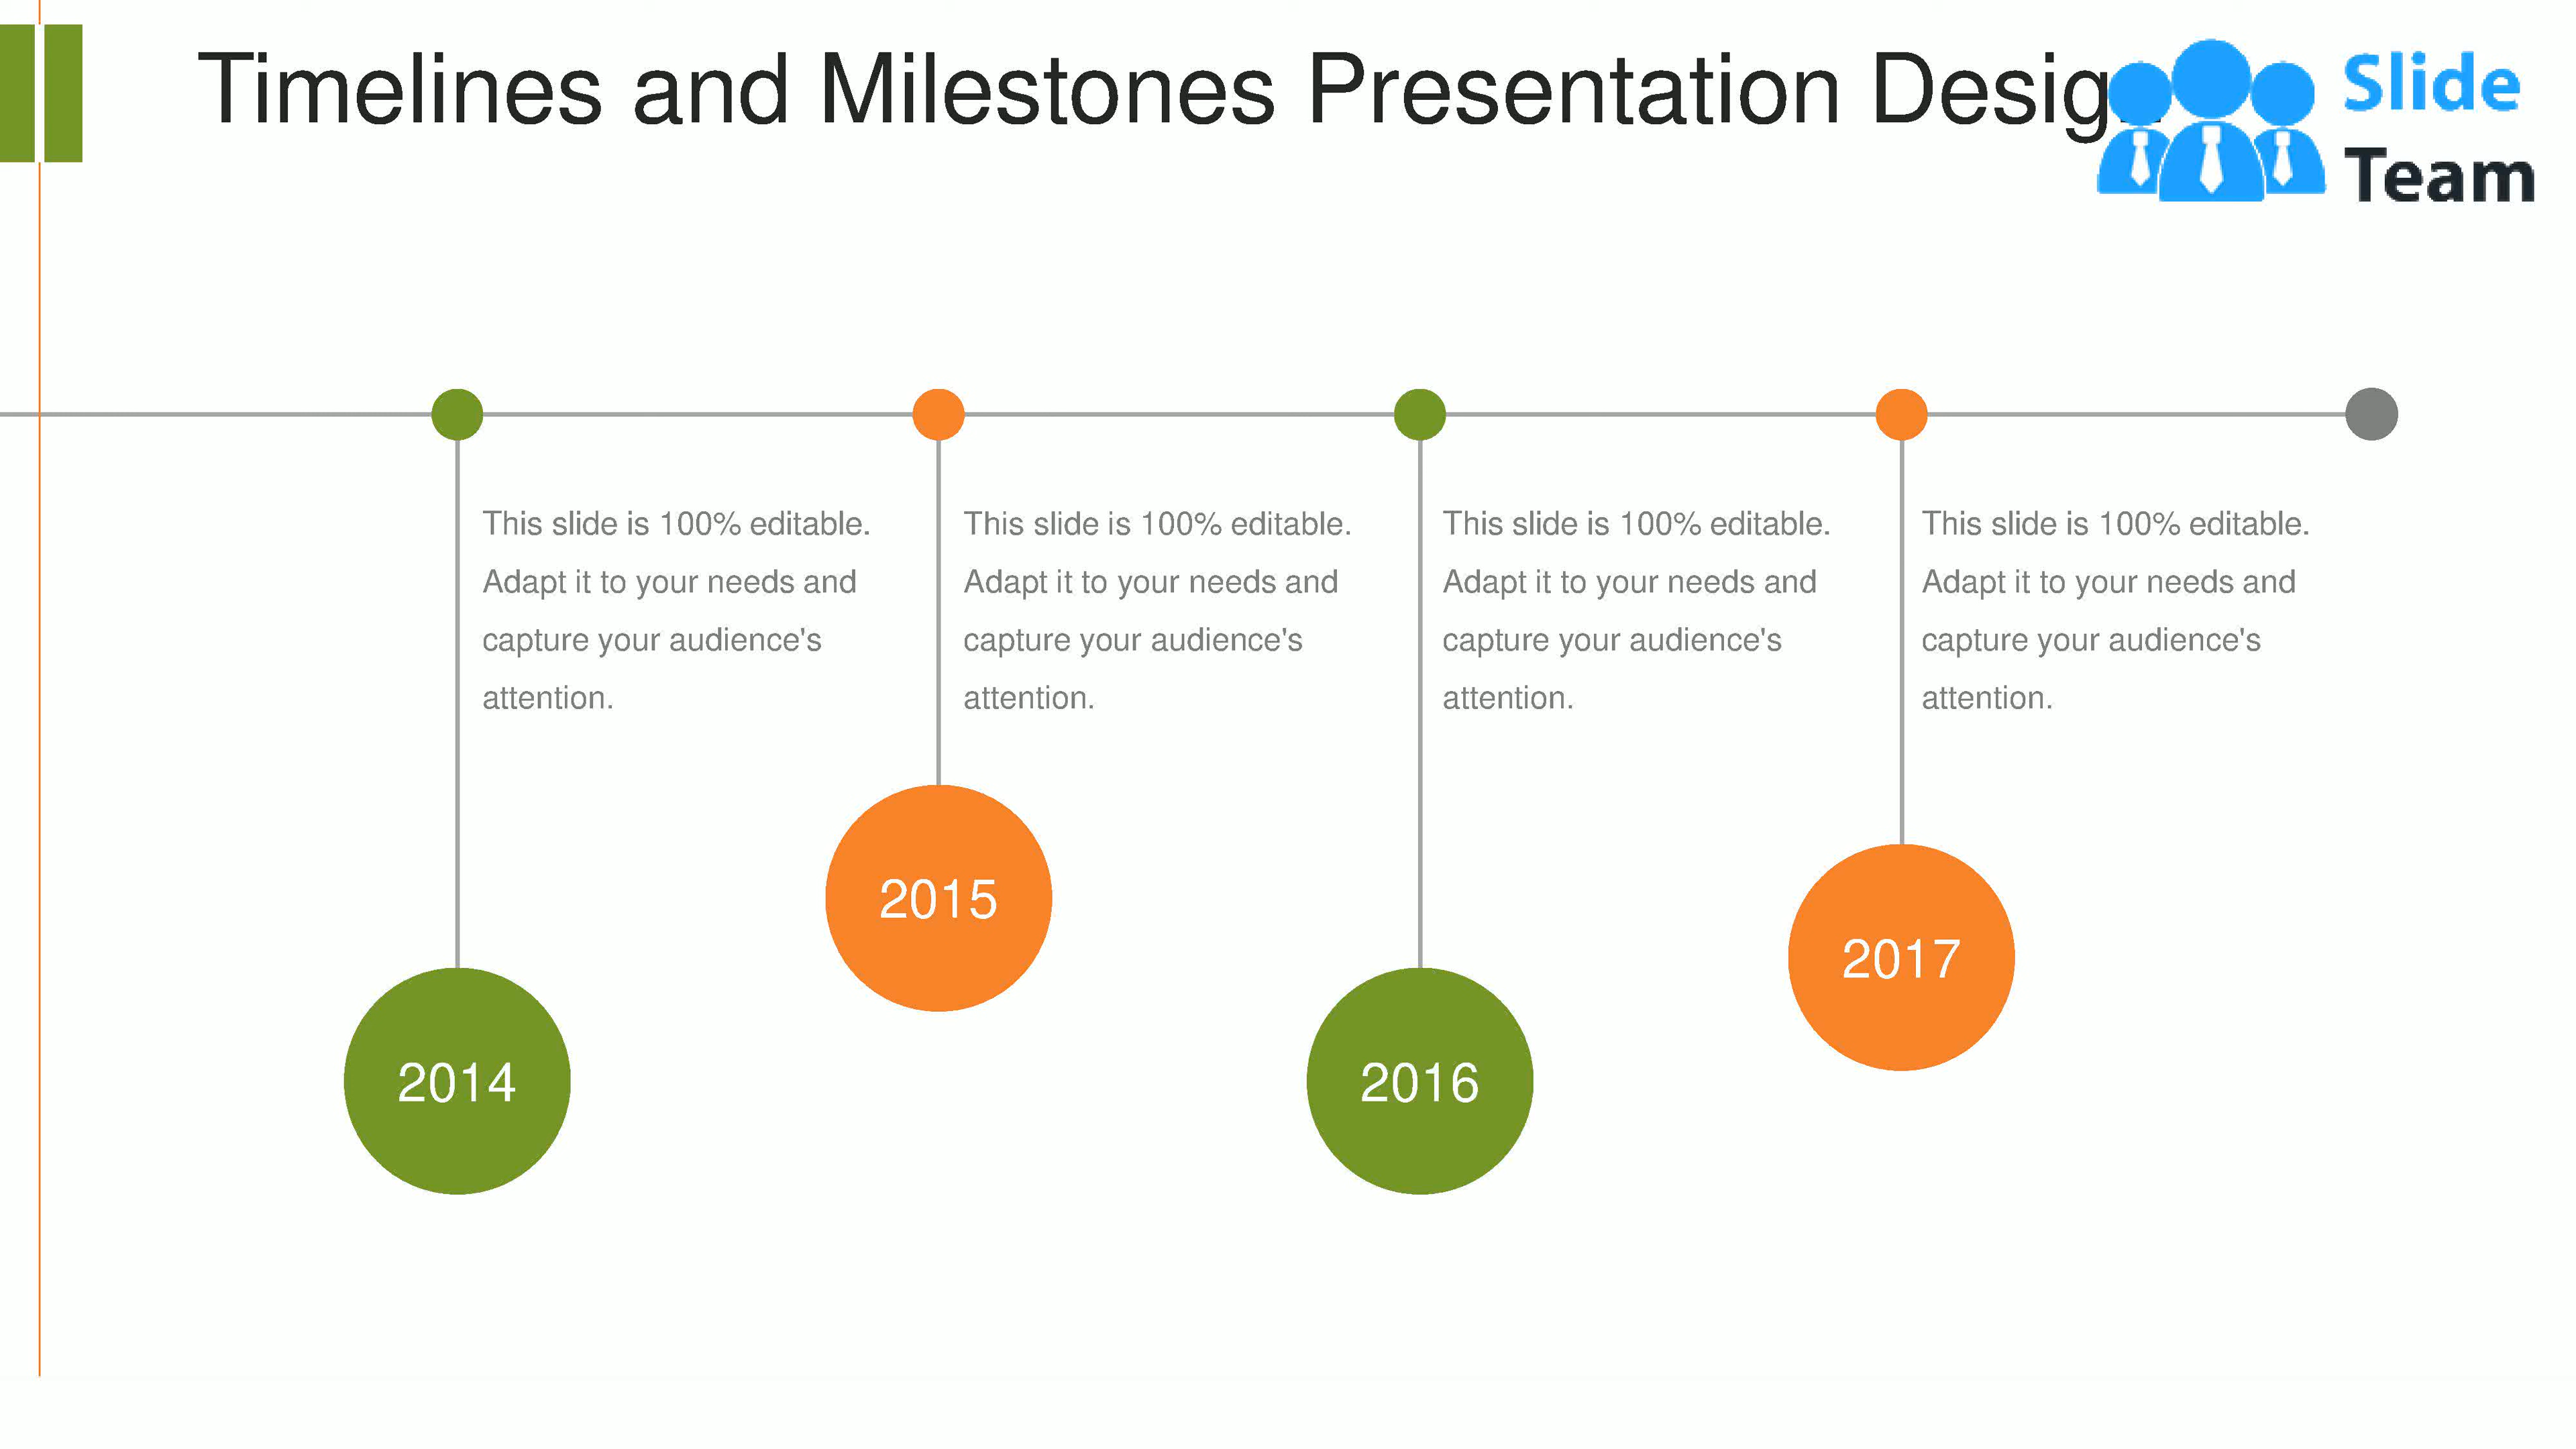 Timelines and Milestones Presentation Desig
Slide
Team
This slide is 100% editable.
Adapt it to your needs and
capture your audience's
attention.
This slide is 100% editable.
Adapt it to your needs and
capture your audience's
attention.
This slide is 100% editable.
Adapt it to your needs and
capture your audience's
attention.
This slide is 100% editable.
Adapt it to your needs and
capture your audience's
attention.
2014
2015
2016
2017